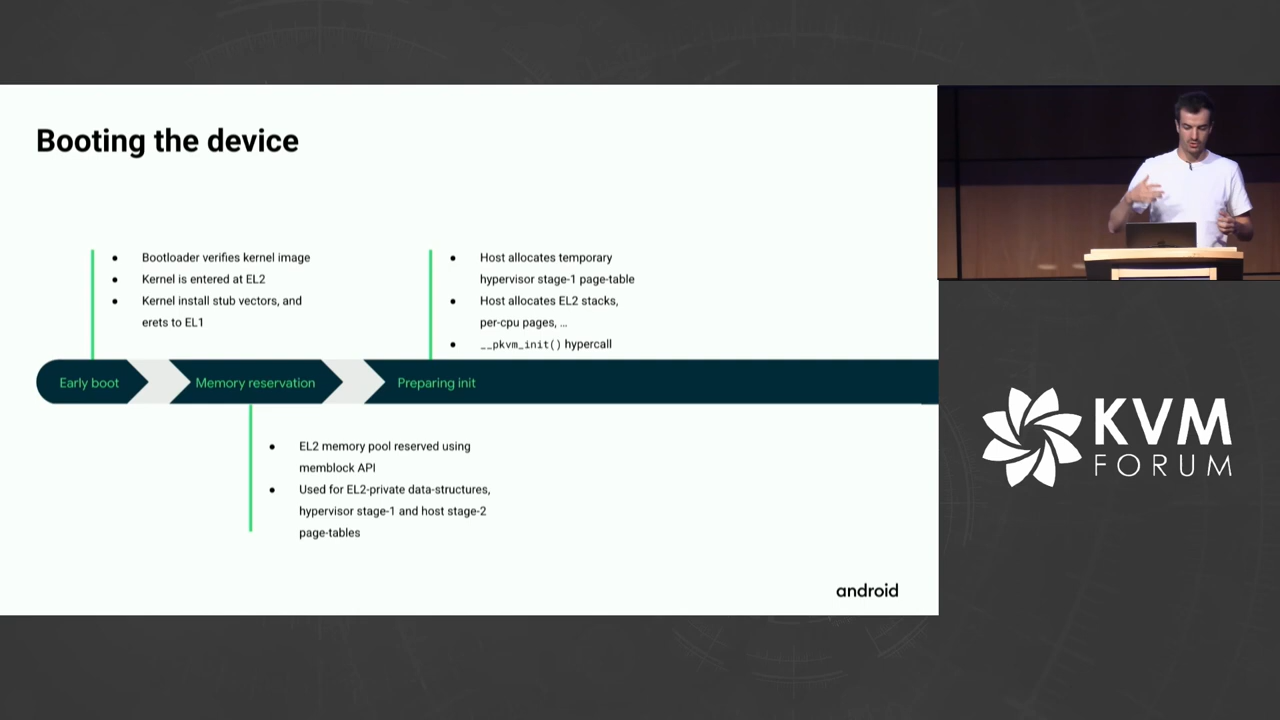 Booting the device
● Bootloader verifies kernel image
● Kernel is entered at EL2
● Kernel install stub vectors, and
erets to EL1
● Host allocates temporary
hypervisor stage-1 page-table
● Host allocates EL2 stacks,
per-cpu pages, …
● __pkvm_init() hypercall
Early boot
Memory reservation
Preparing init
● EL2 memory pool reserved using
memblock API
● Used for EL2-private data-structures,
hypervisor stage-1 and host stage-2
page-tables
android
KVM
FORUM